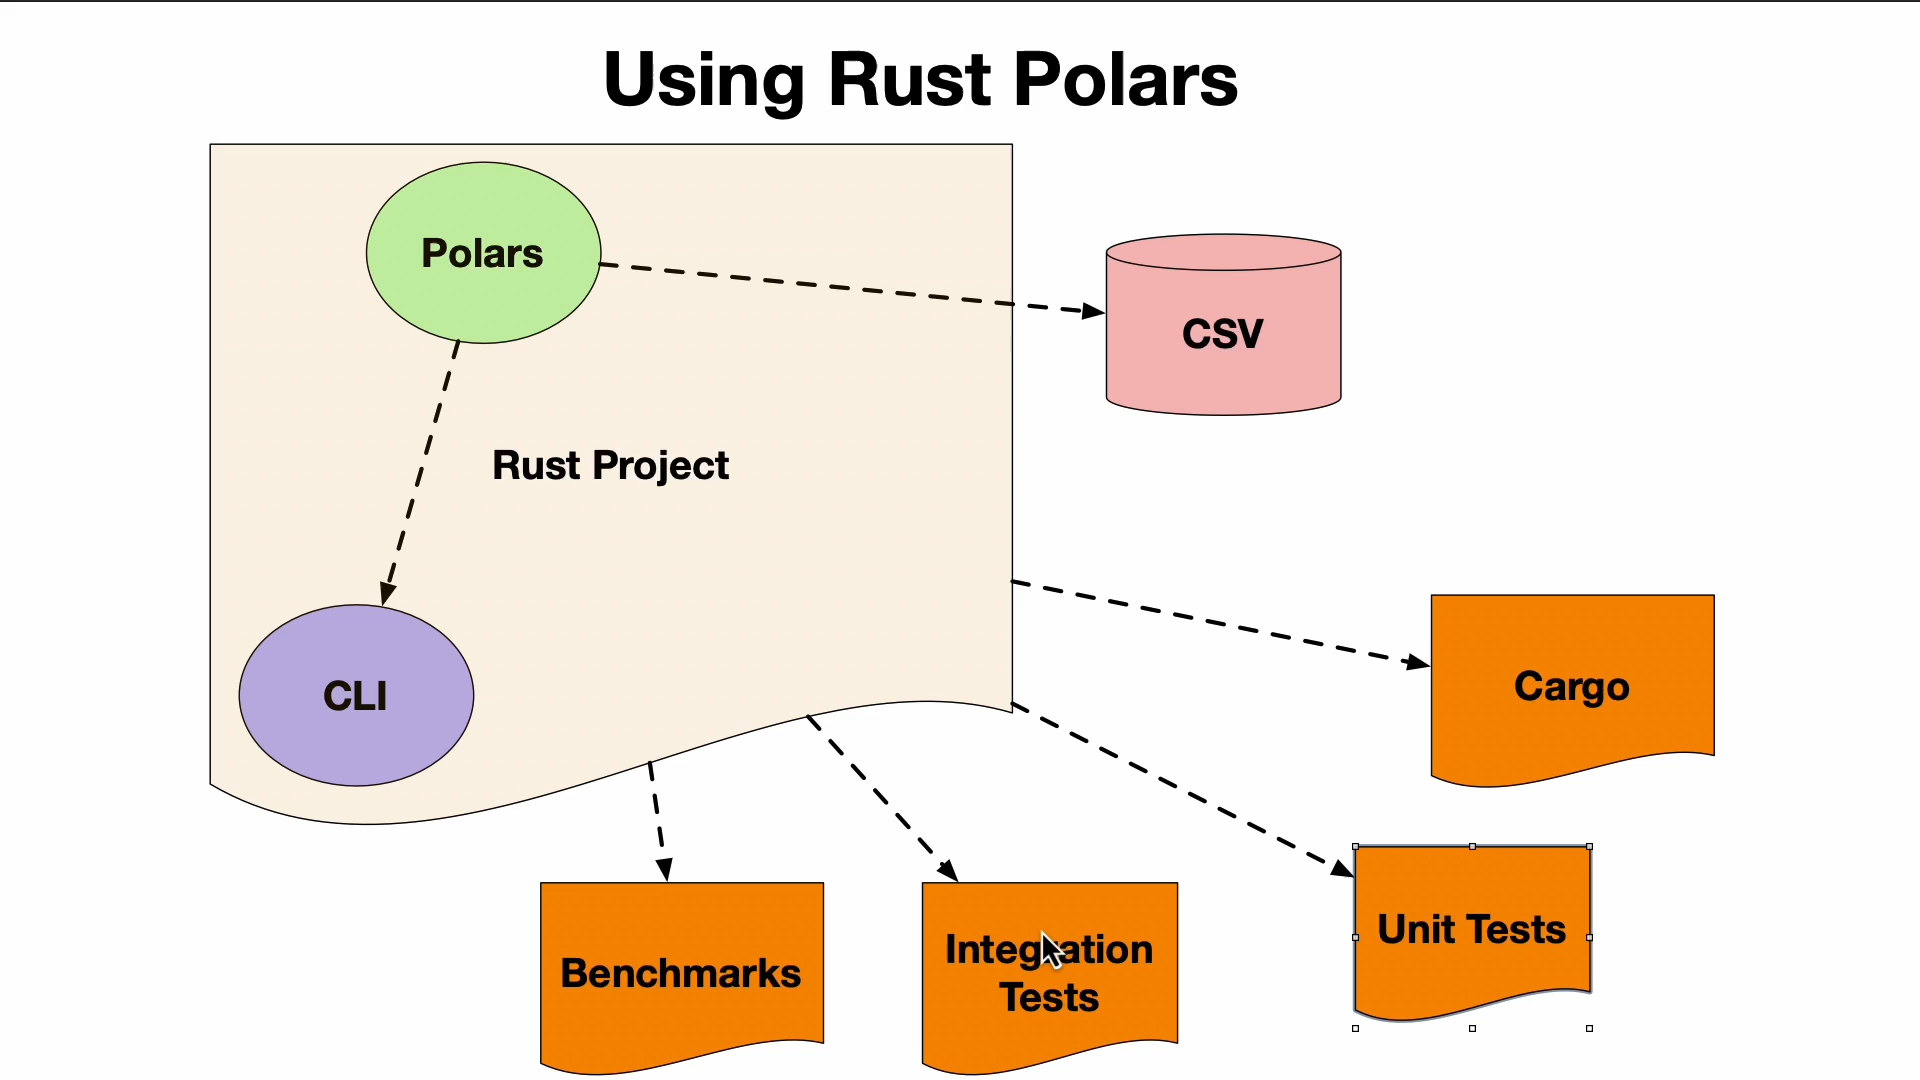 Using Rust Polars
Polars
CSV
Rust Project
CLI
Cargo
Unit Tests
Benchmarks
Integration
Tests